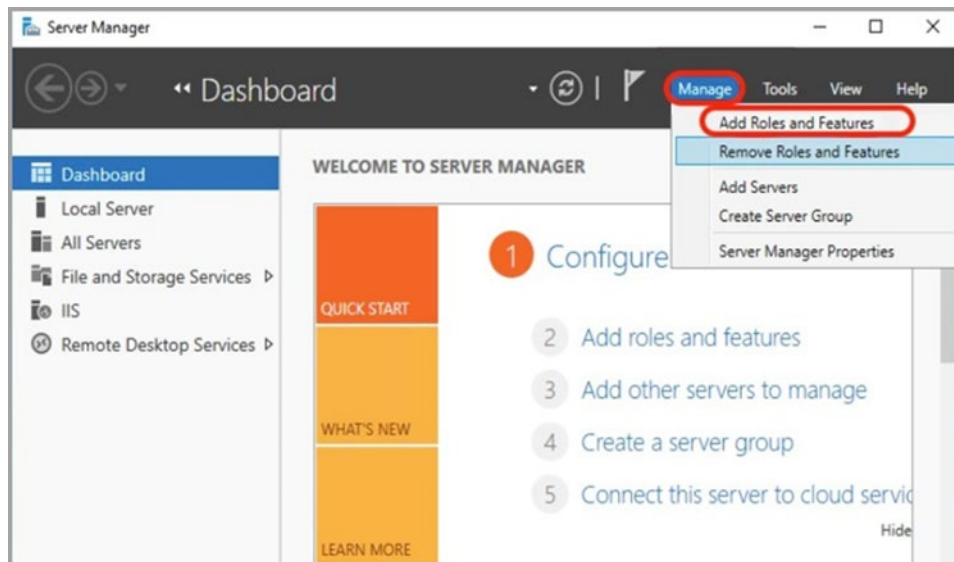 Server Manager
Dashboard
Manage Tools View Help
Add Roles and Features
Remove Roles and Features
Add Servers
Create Server Group
Server Manager Properties
Dashboard
Local Server
All Servers
File and Storage Services
IIS
Remote Desktop Services
WELCOME TO SERVER MANAGER
QUICK START
WHAT'S NEW
LEARN MORE
1 Configure
2 Add roles and features
3 Add other servers to manage
4 Create a server group
5 Connect this server to cloud servic
Hide